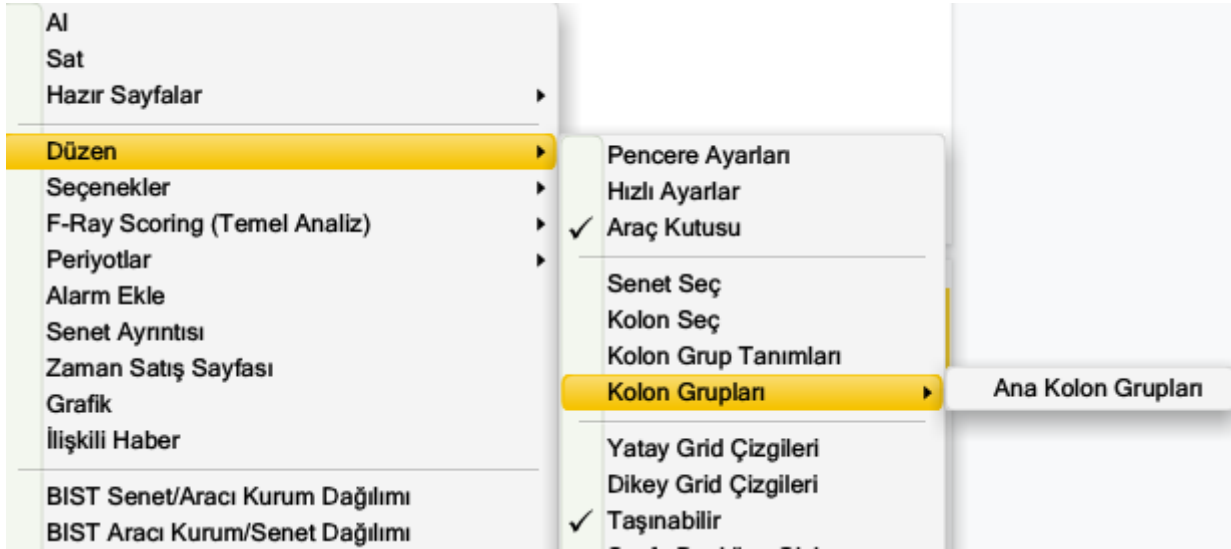 Al
Sat
Hazır Sayfalar
Düzen
Seçenekler
F-Ray Scoring (Temel Analiz)
Periyotlar
Alarm Ekle
Senet Ayrıntısı
Zaman Satış Sayfası
Grafik
İlişkili Haber
BIST Senet/Aracı Kurum Dağılımı
BIST Aracı Kurum/Senet Dağılımı
Pencere Ayarları
Hızlı Ayarlar
Araç Kutusu
Senet Seç
Kolon Seç
Kolon Grup Tanımları
Kolon Grupları
Yatay Grid Çizgileri
Dikey Grid Çizgileri
Taşınabilir
Ana Kolon Grupları